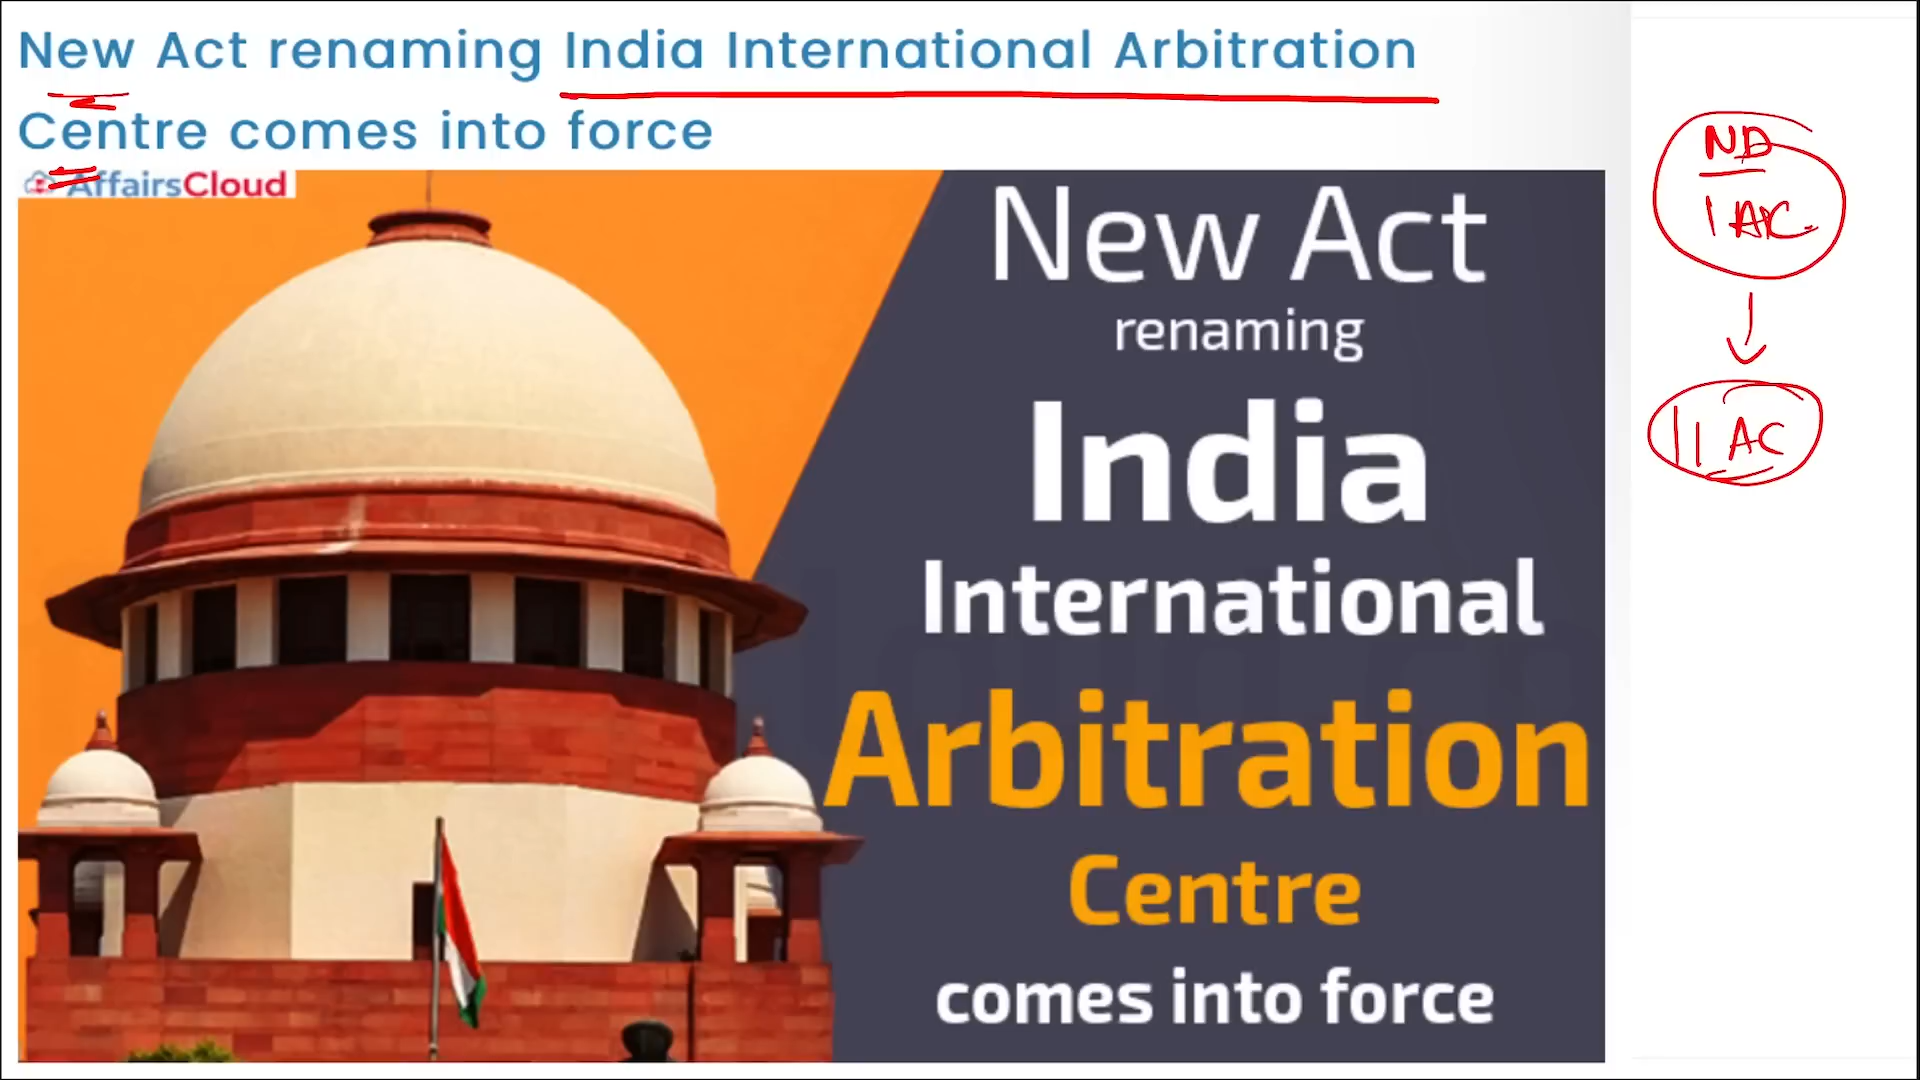 New Act renaming India International Arbitration
Centre comes into force
AffairsCloud
New Act
renaming
India
International
Arbitration
Centre
comes into force
ND
IAC
IIAC